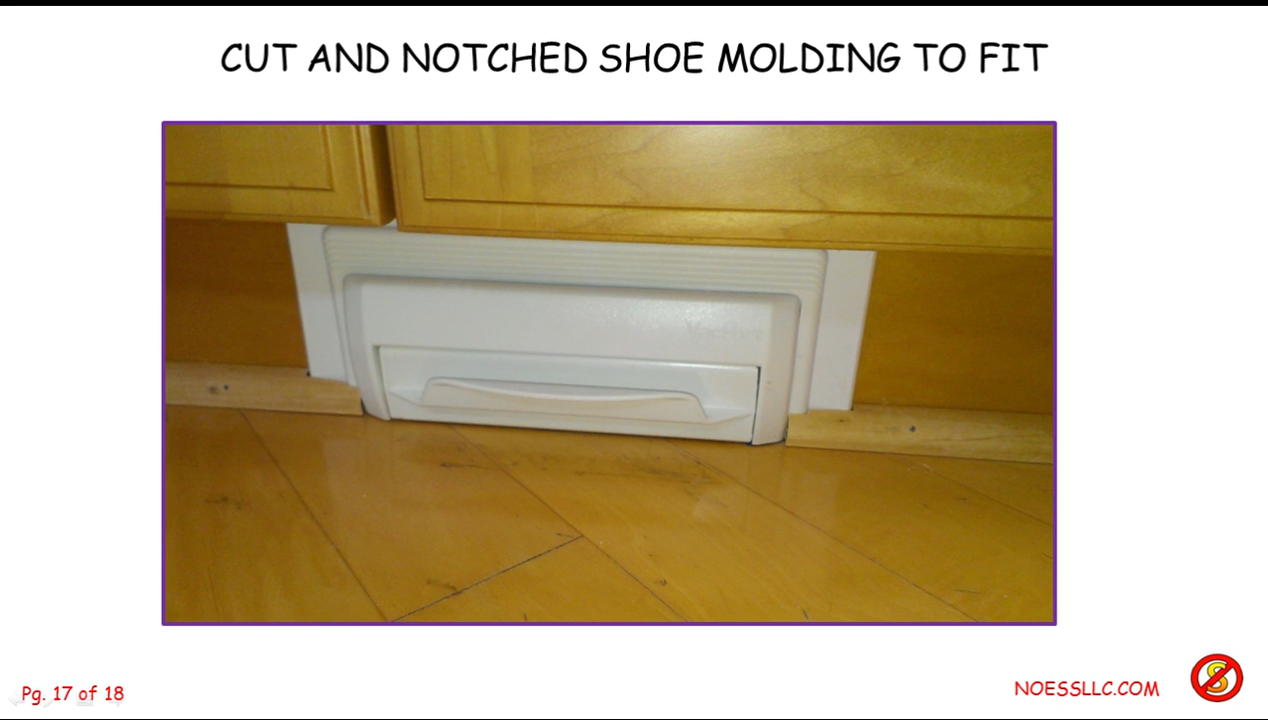 CUT AND NOTCHED SHOE MOLDING TO FIT
Pg. 17 of 18
NOESSLLC.COM
S